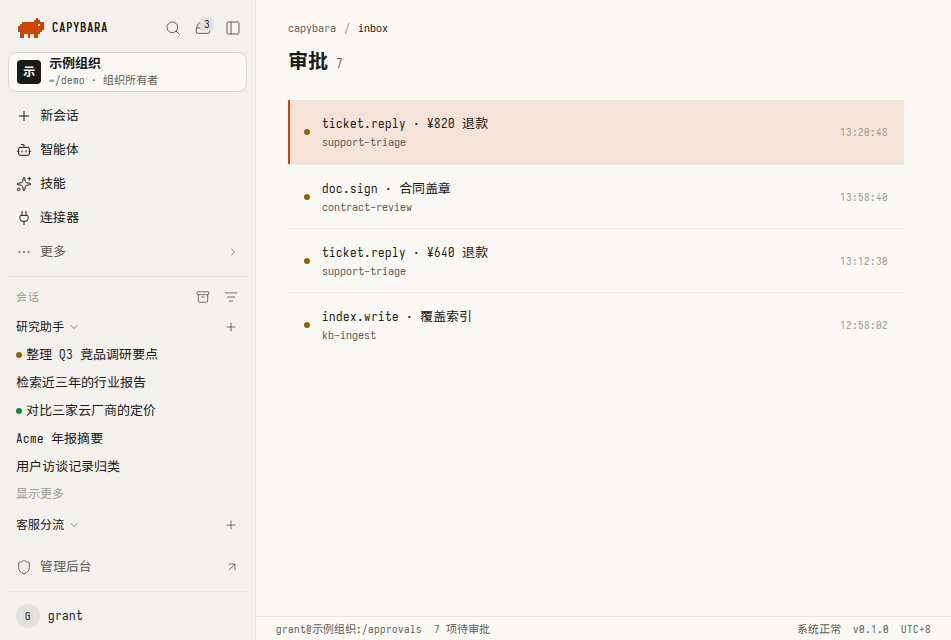 CAPYBARA
3
示
示例组织
~/demo · 组织所有者
新会话
智能体
技能
连接器
更多
会话
研究助手
整理 Q3 竞品调研要点
检索近三年的行业报告
对比三家云厂商的定价
Acme 年报摘要
用户访谈记录归类
显示更多
客服分流
管理后台
G grant
capybara / inbox
审批 7
ticket.reply · ¥820 退款
support-triage
13:20:48
doc.sign · 合同盖章
contract-review
13:58:40
ticket.reply · ¥640 退款
support-triage
13:12:30
index.write · 覆盖索引
kb-ingest
12:58:02
grant@示例组织:/approvals 7 项待审批
系统正常 v0.1.0 UTC+8